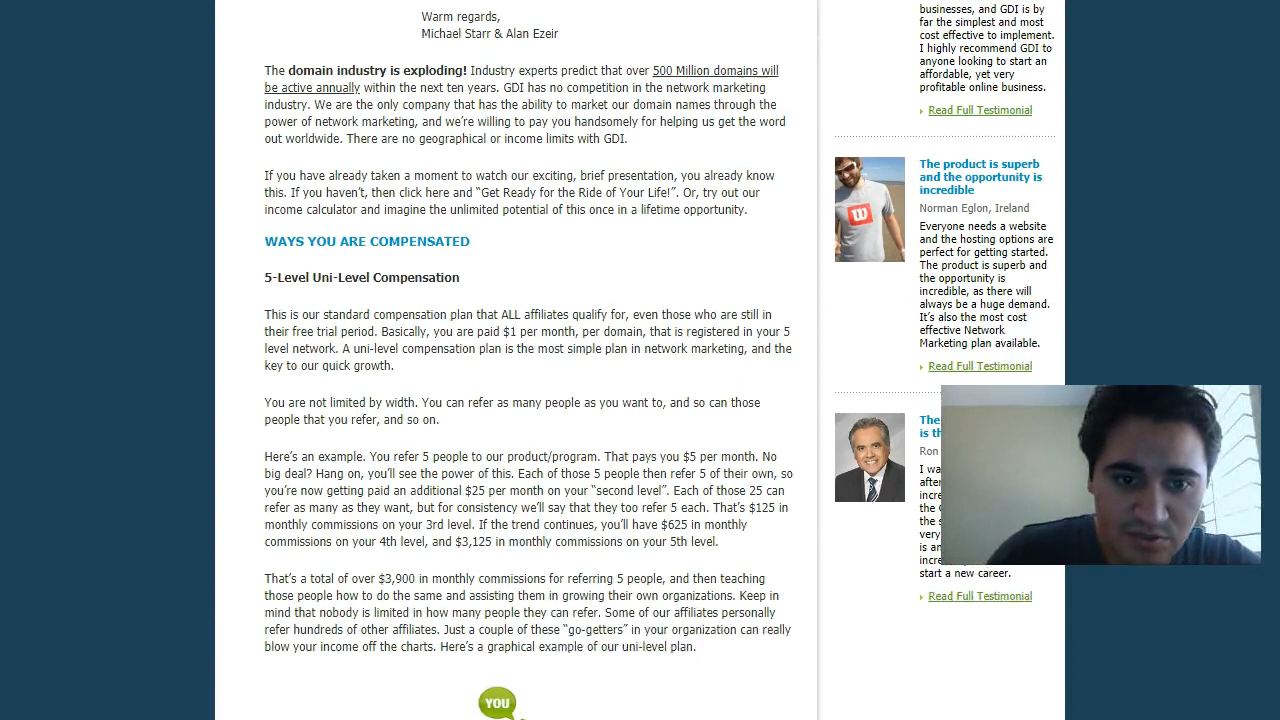 Warm regards,
Michael Starr & Alan Ezeir
The domain industry is exploding! Industry experts predict that over 500 Million domains will
be active annually within the next ten years. GDI has no competition in the network marketing
industry. We are the only company that has the ability to market our domain names through the
power of network marketing, and we're willing to pay you handsomely for helping us get the word
out worldwide. There are no geographical or income limits with GDI.
If you have already taken a moment to watch our exciting, brief presentation, you already know
this. If you haven't, then click here and “Get Ready for the Ride of Your Life!”. Or, try out our
income calculator and imagine the unlimited potential of this once in a lifetime opportunity.
WAYS YOU ARE COMPENSATED
5-Level Uni-Level Compensation
This is our standard compensation plan that ALL affiliates qualify for, even those who are still in
their free trial period. Basically, you are paid $1 per month, per domain, that is registered in your 5
level network. A uni-level compensation plan is the most simple plan in network marketing, and the
key to our quick growth.
You are not limited by width. You can refer as many people as you want to, and so can those
people that you refer, and so on.
Here's an example. You refer 5 people to our product/program. That pays you $5 per month. No
big deal? Hang on, you'll see the power of this. Each of those 5 people then refer 5 of their own, so
you're now getting paid an additional $25 per month on your “second level”. Each of those 25 can
refer as many as they want, but for consistency we'll say that they too refer 5 each. That's $125 in
monthly commissions on your 3rd level. If the trend continues, you'll have $625 in monthly
commissions on your 4th level, and $3,125 in monthly commissions on your 5th level.
That's a total of over $3,900 in monthly commissions for referring 5 people, and then teaching
those people how to do the same and assisting them in growing their own organizations. Keep in
mind that nobody is limited in how many people they can refer. Some of our affiliates personally
refer hundreds of other affiliates. Just a couple of these “go-getters” in your organization can really
blow your income off the charts. Here's a graphical example of our uni-level plan.
YOU
businesses, and GDI is by
far the simplest and most
cost effective to implement.
I highly recommend GDI to
anyone looking to start an
affordable, yet very
profitable online business.
Read Full Testimonial
The product is superb
and the opportunity is
incredible
Norman Eglon, Ireland
Everyone needs a website
and the hosting options are
perfect for getting started.
The product is superb and
the opportunity is
incredible, as there will
always be a huge demand.
It's also the most cost
effective Network
Marketing plan available.
Read Full Testimonial
The
is
Ron
I
after
the
the
very
is
start a new career.
Read Full Testimonial
W